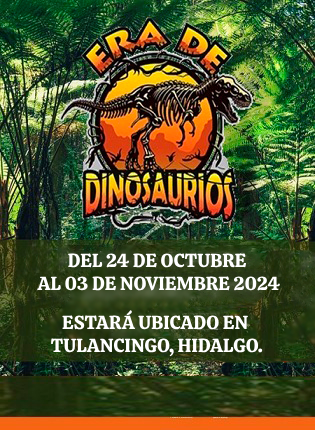 ERA DE
DINOSAURIOS
DEL 24 DE OCTUBRE
AL 03 DE NOVIEMBRE 2024
ESTARÁ UBICADO EN
TULANCINGO, HIDALGO.